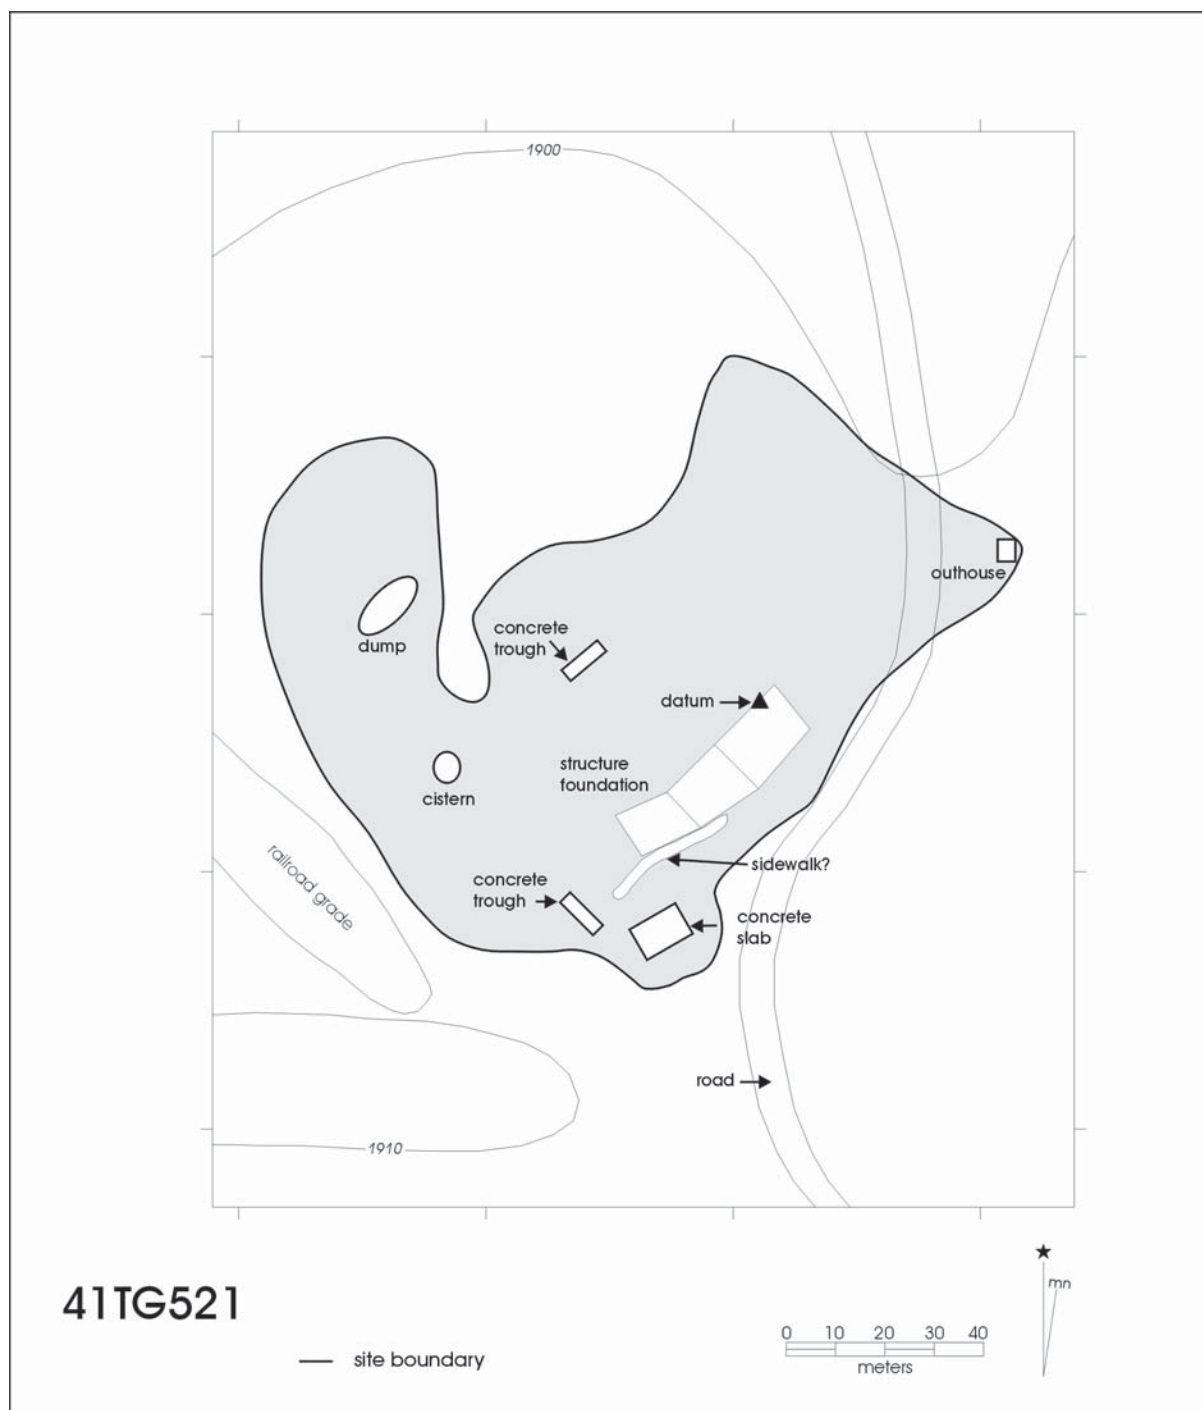 1900
outhouse
concrete
trough
dump
datum
structure
foundation
cistern
sidewalk?
railroad grade
concrete
trough
concrete
slab
road
1910
mn
41TG521
0 10 20 30 40
meters
site boundary